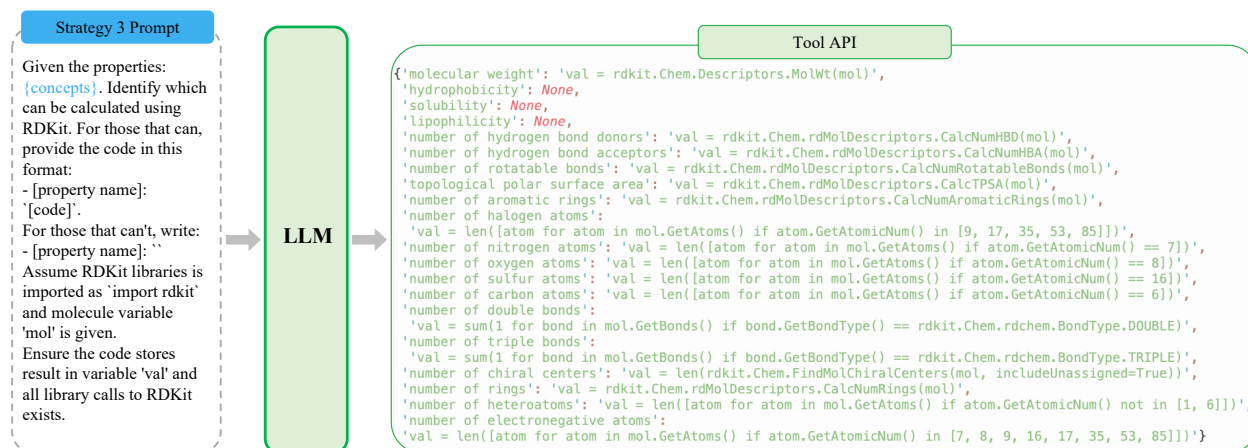 Strategy 3 Prompt
Given the properties:
{concepts}. Identify which
can be calculated using
RDKit. For those that can,
provide the code in this
format:
- [property name]:
`[code]`.
For those that can't, write:
- [property name]: ``
Assume RDKit libraries is
imported as `import rdkit`
and molecule variable
'mol' is given.
Ensure the code stores
result in variable 'val' and
all library calls to RDKit
exists.
LLM
Tool API
{'molecular weight': 'val = rdkit.Chem.Descriptors.MolWt(mol)',
'hydrophobicity': None,
'solubility': None,
'lipophilicity': None,
'number of hydrogen bond donors': 'val = rdkit.Chem.rdMolDescriptors.CalcNumHBD(mol)',
'number of hydrogen bond acceptors': 'val = rdkit.Chem.rdMolDescriptors.CalcNumHBA(mol)',
'number of rotatable bonds': 'val = rdkit.Chem.rdMolDescriptors.CalcNumRotatableBonds(mol)',
'topological polar surface area': 'val = rdkit.Chem.rdMolDescriptors.CalcTPSA(mol)',
'number of aromatic rings': 'val = rdkit.Chem.rdMolDescriptors.CalcNumAromaticRings(mol)',
'number of halogen atoms':
'val = len([atom for atom in mol.GetAtoms() if atom.GetAtomicNum() in [9, 17, 35, 53, 85]])',
'number of nitrogen atoms': 'val = len([atom for atom in mol.GetAtoms() if atom.GetAtomicNum() == 7])',
'number of oxygen atoms': 'val = len([atom for atom in mol.GetAtoms() if atom.GetAtomicNum() == 8])',
'number of sulfur atoms': 'val = len([atom for atom in mol.GetAtoms() if atom.GetAtomicNum() == 16])',
'number of carbon atoms': 'val = len([atom for atom in mol.GetAtoms() if atom.GetAtomicNum() == 6])',
'number of double bonds':
'val = sum(1 for bond in mol.GetBonds() if bond.GetBondType() == rdkit.Chem.rdchem.BondType.DOUBLE)',
'number of triple bonds':
'val = sum(1 for bond in mol.GetBonds() if bond.GetBondType() == rdkit.Chem.rdchem.BondType.TRIPLE)',
'number of chiral centers': 'val = len(rdkit.Chem.FindMolChiralCenters(mol, includeUnassigned=True))',
'number of rings': 'val = rdkit.Chem.rdMolDescriptors.CalcNumRings(mol)',
'number of heteroatoms': 'val = len([atom for atom in mol.GetAtoms() if atom.GetAtomicNum() not in [1, 6]])',
'number of electronegative atoms':
'val = len([atom for atom in mol.GetAtoms() if atom.GetAtomicNum() in [7, 8, 9, 16, 17, 35, 53, 85]])'}